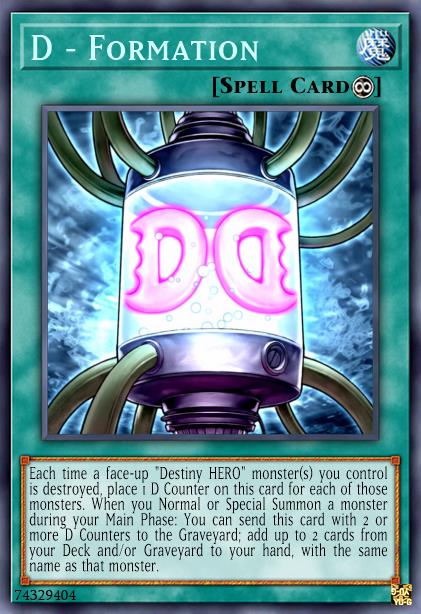 D - Formation
[Spell Card]
DD
Each time a face-up "Destiny HERO" monster(s) you control
is destroyed, place 1 D Counter on this card for each of those
monsters. When you Normal or Special Summon a monster
during your Main Phase: You can send this card with 2 or
more D Counters to the Graveyard; add up to 2 cards from
your Deck and/or Graveyard to your hand, with the same
name as that monster.
74329404